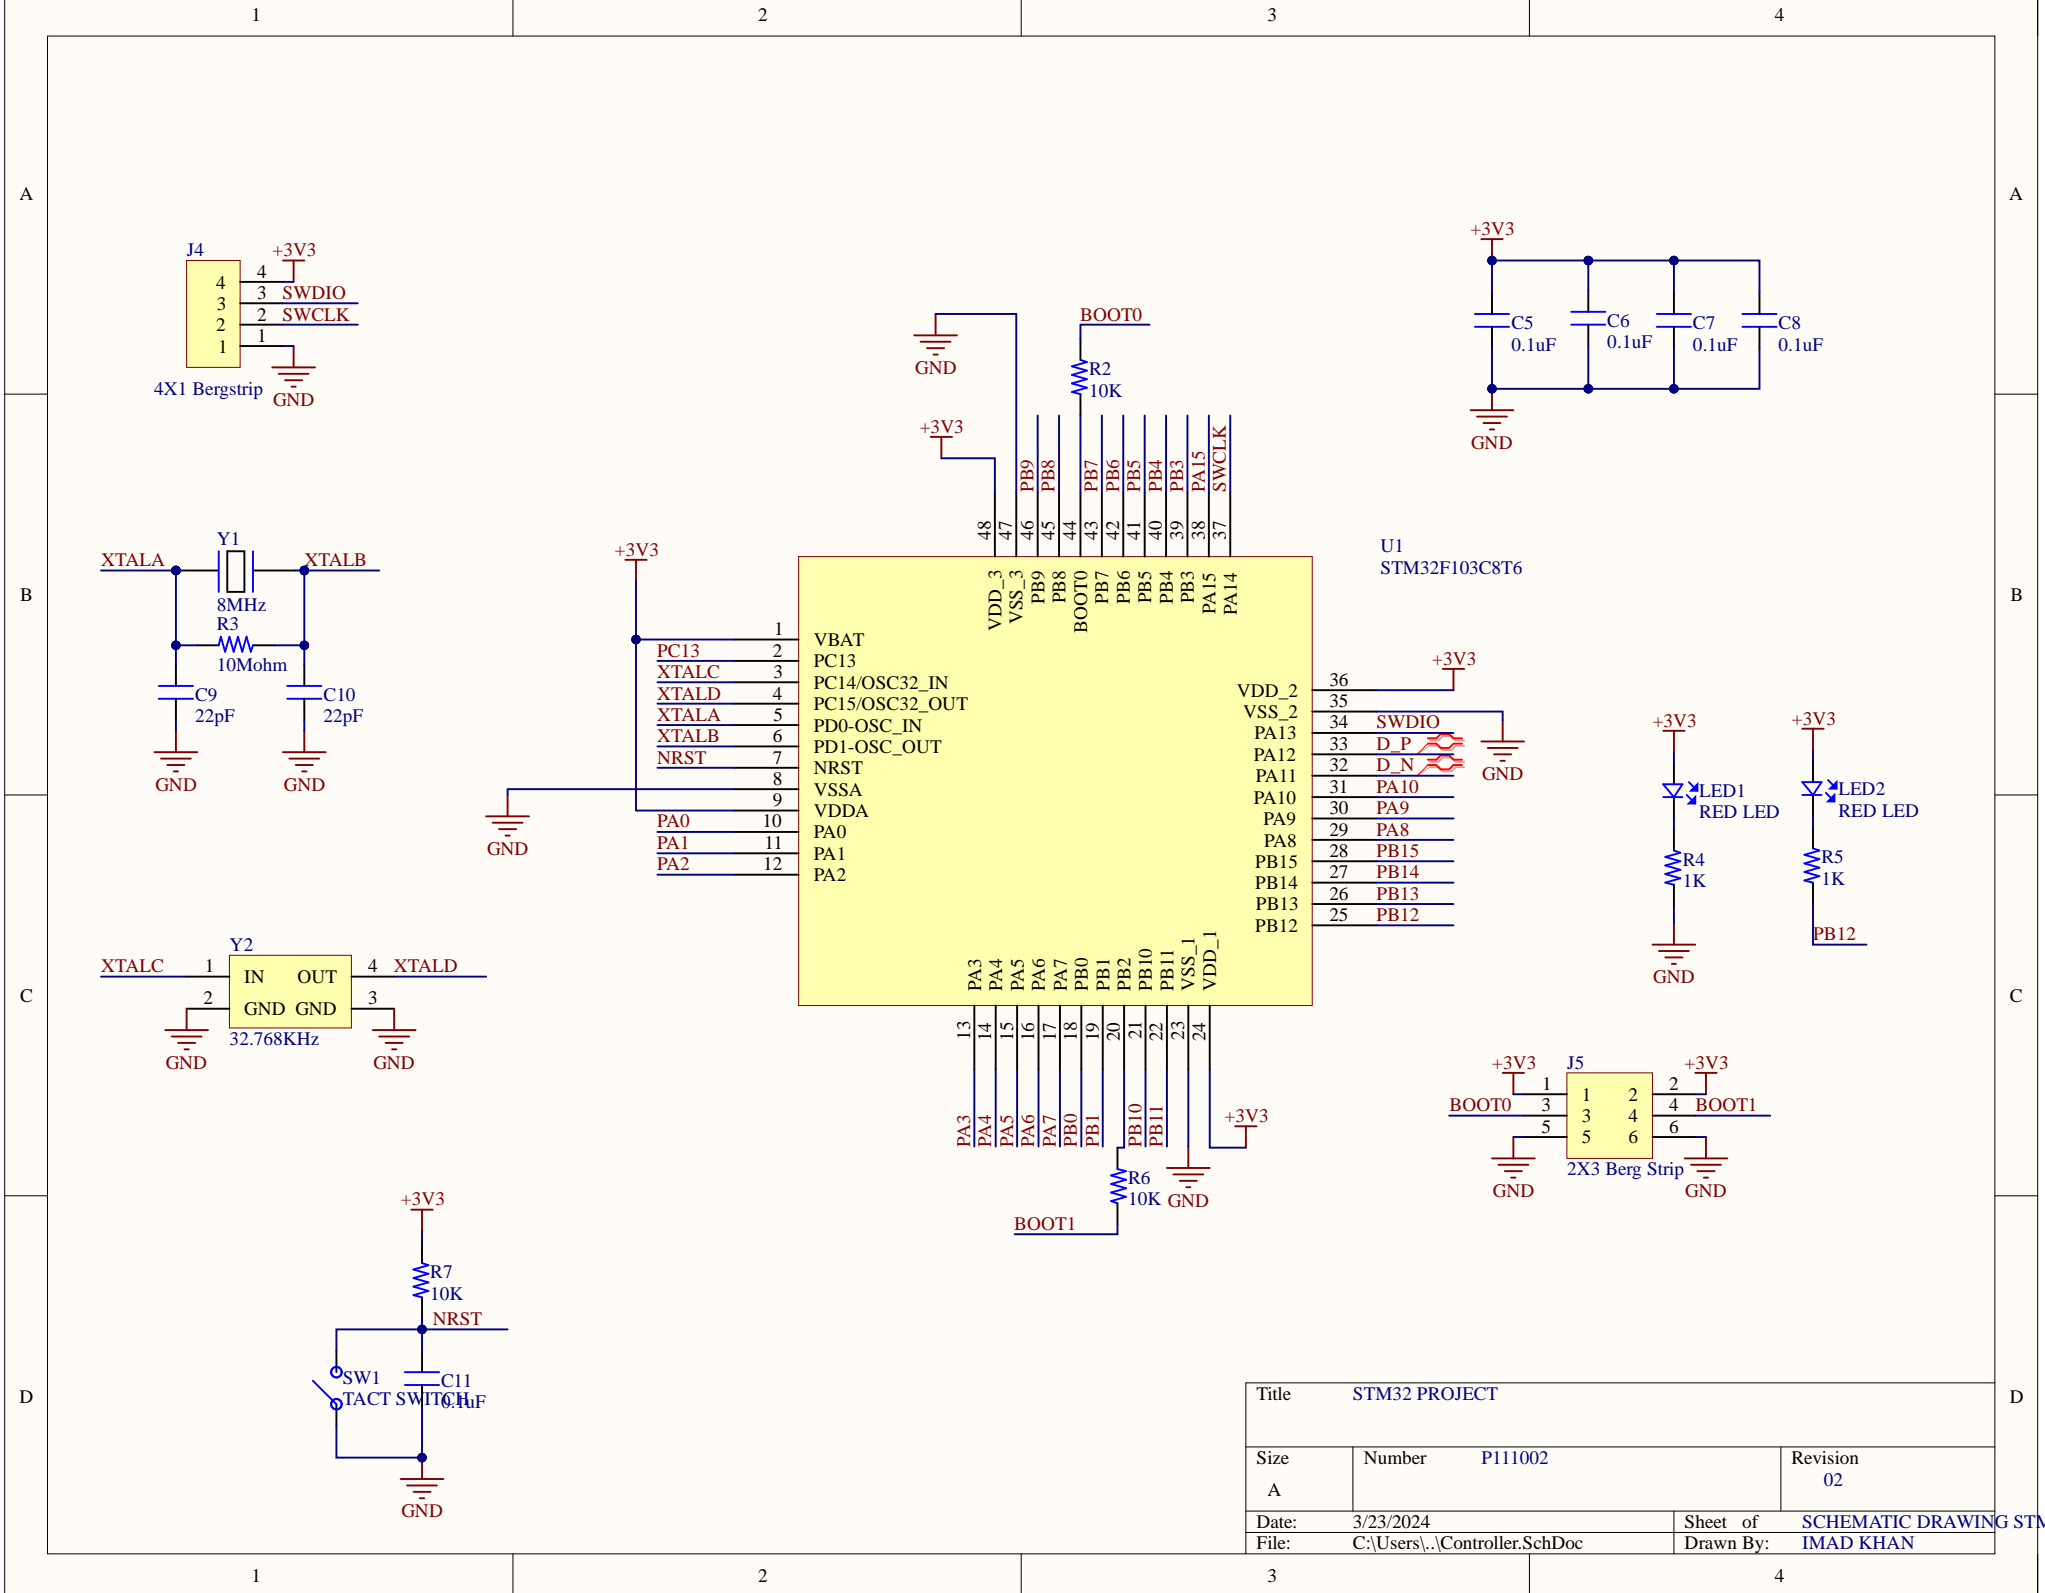 1 2 3 4
A A
B B
C C
D D
1 2 3 4
J4
+3V3
4 4
3 3 SWDIO
2 2 SWCLK
1 1
4X1 Bergstrip
GND
Y1
XTALA XTALB
8MHz
R3
10Mohm
C9
22pF
C10
22pF
GND GND
Y2
XTALC 1 IN OUT 4 XTALD
2 GND GND 3
32.768KHz
GND GND
+3V3
R7
10K
NRST
SW1
TACT SWITCH
C11
0.1uF
GND
GND
+3V3
BOOT0
R2
10K
PB9
PB8
PB7
PB6
PB5
PB4
PB3
PA15
SWCLK
48 VDD_3
47 VSS_3
46 PB9
45 PB8
44 BOOT0
43 PB7
42 PB6
41 PB5
40 PB4
39 PB3
38 PA15
37 PA14
U1
STM32F103C8T6
+3V3
1 VBAT
PC13 2 PC13
XTALC 3 PC14/OSC32_IN
XTALD 4 PC15/OSC32_OUT
XTALA 5 PD0-OSC_IN
XTALB 6 PD1-OSC_OUT
NRST 7 NRST
8 VSSA
9 VDDA
PA0 10 PA0
PA1 11 PA1
PA2 12 PA2
GND
VDD_2 36 +3V3
VSS_2 35
PA13 34 SWDIO
PA12 33 D_P
PA11 32 D_N
GND
PA10 31 PA10
PA9 30 PA9
PA8 29 PA8
PB15 28 PB15
PB14 27 PB14
PB13 26 PB13
PB12 25 PB12
PA3 13 PA3
PA4 14 PA4
PA5 15 PA5
PA6 16 PA6
PA7 17 PA7
PB0 18 PB0
PB1 19 PB1
PB2 20
PB10 21 PB10
PB11 22 PB11
VSS_1 23
VDD_1 24
+3V3
R6
10K
GND
BOOT1
+3V3
C5
0.1uF
C6
0.1uF
C7
0.1uF
C8
0.1uF
GND
+3V3 +3V3
LED1
RED LED
LED2
RED LED
R4
1K
R5
1K
PB12
GND
+3V3 J5 +3V3
1 1 2 2
BOOT0 3 3 4 4 BOOT1
5 5 6 6
2X3 Berg Strip
GND GND
Title STM32 PROJECT
Size Number P111002 Revision
A 02
Date: 3/23/2024 Sheet of SCHEMATIC DRAWING
File: C:\Users\..\Controller.SchDoc Drawn By: IMAD KHAN